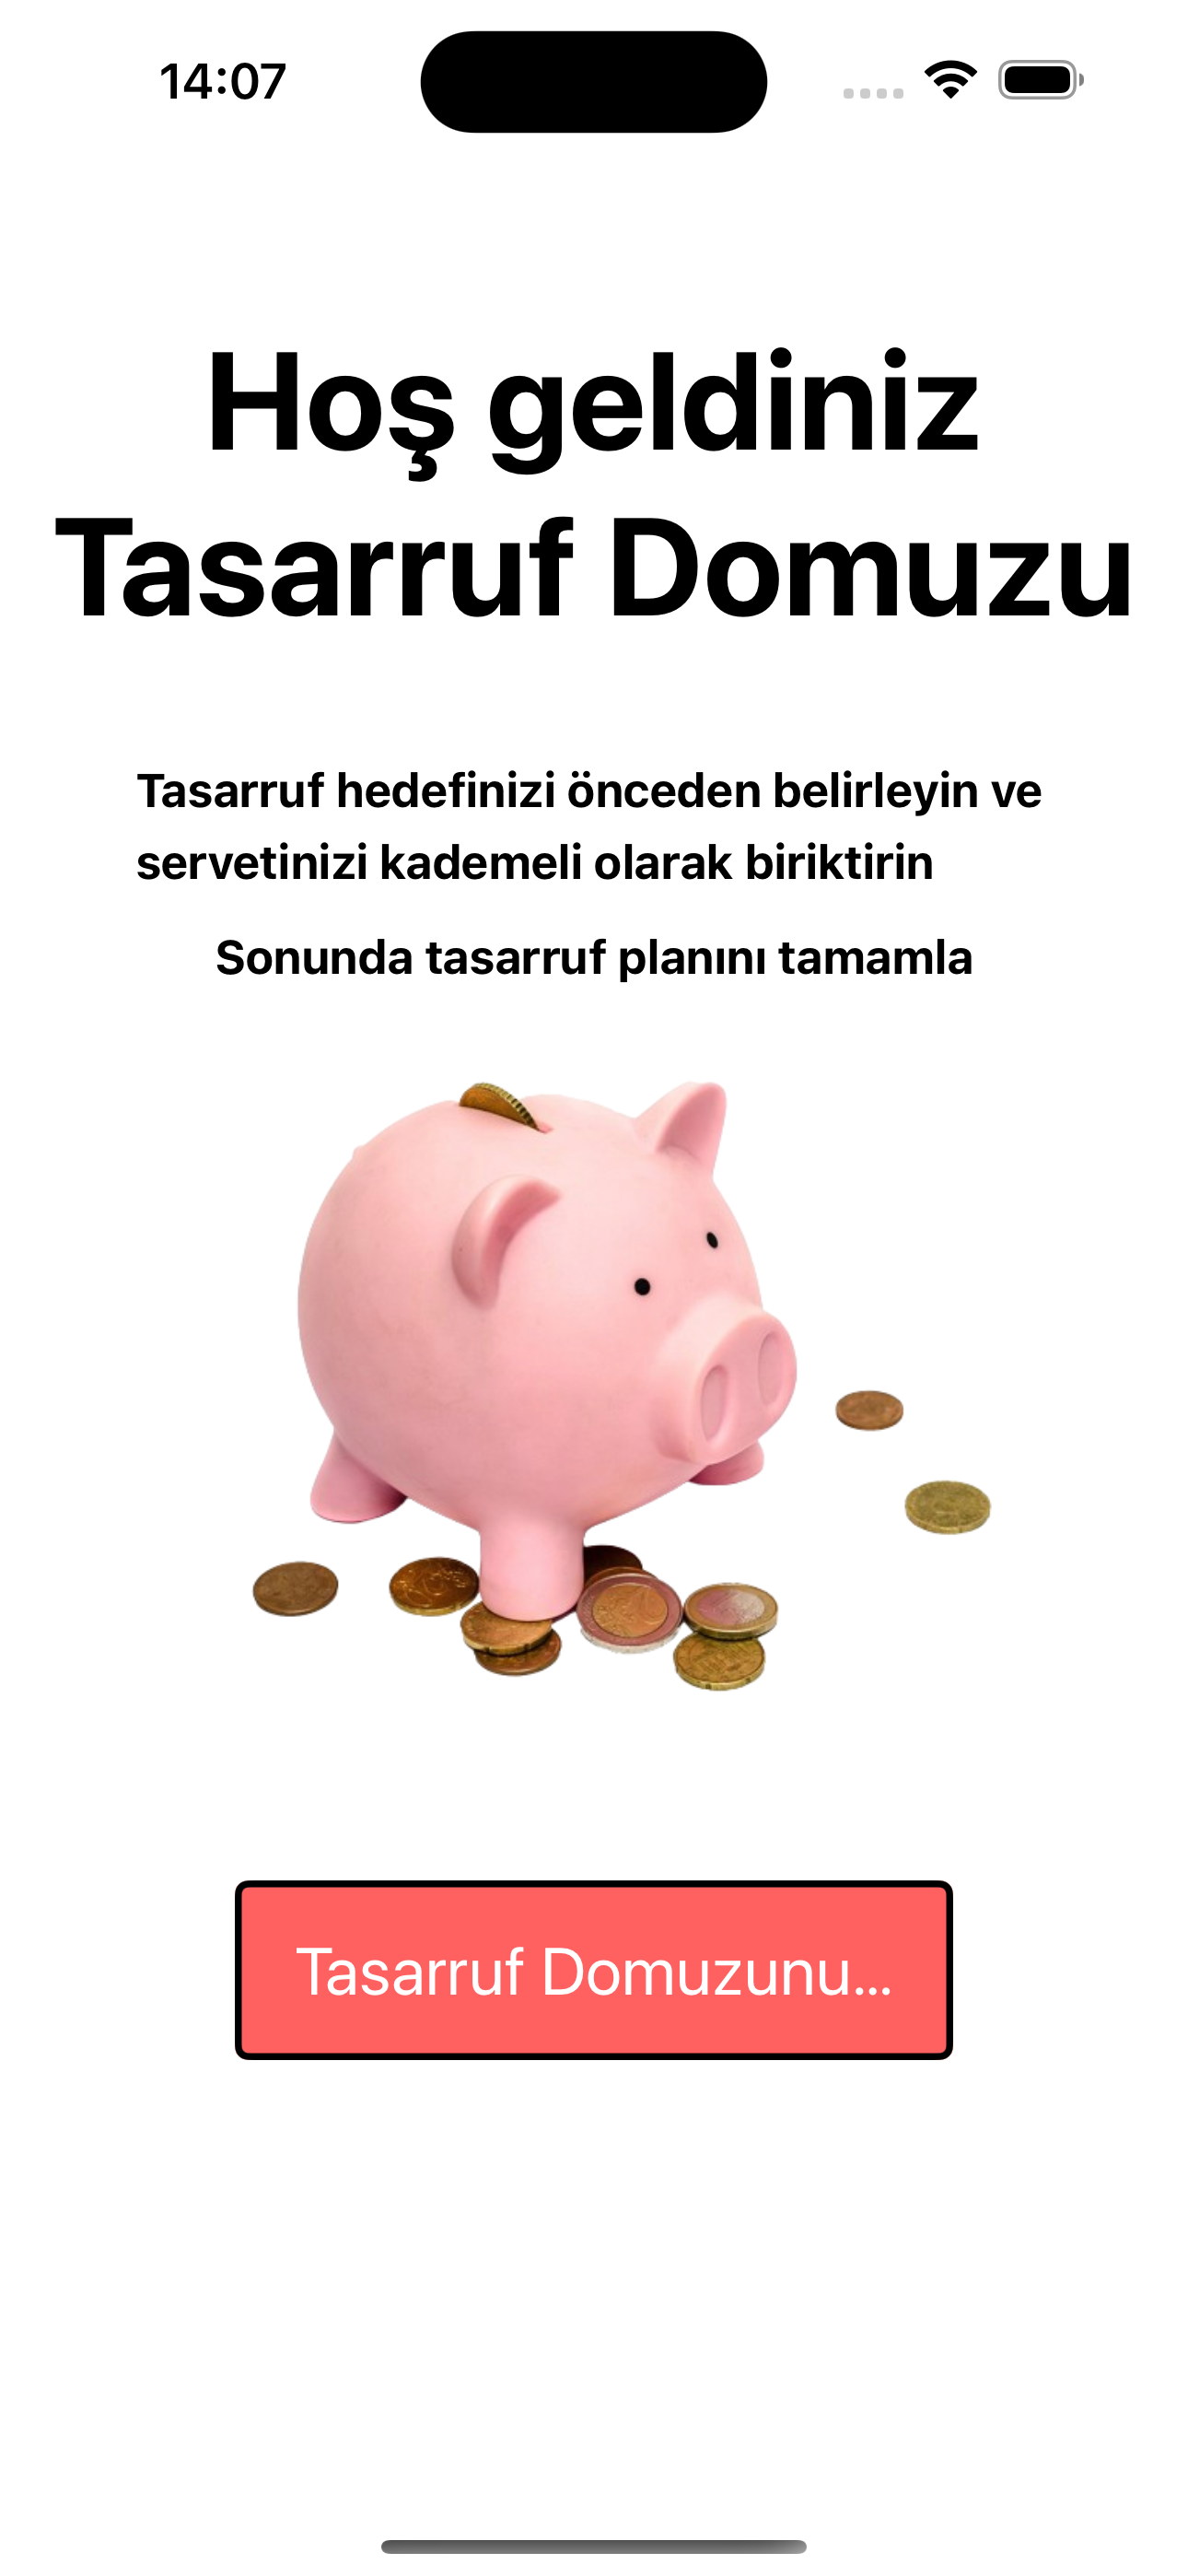 14:07
Hoş geldiniz
Tasarruf Domuzu
Tasarruf hedefinizi önceden belirleyin ve
servetinizi kademeli olarak biriktirin
Sonunda tasarruf planını tamamla
Tasarruf Domuzunu...